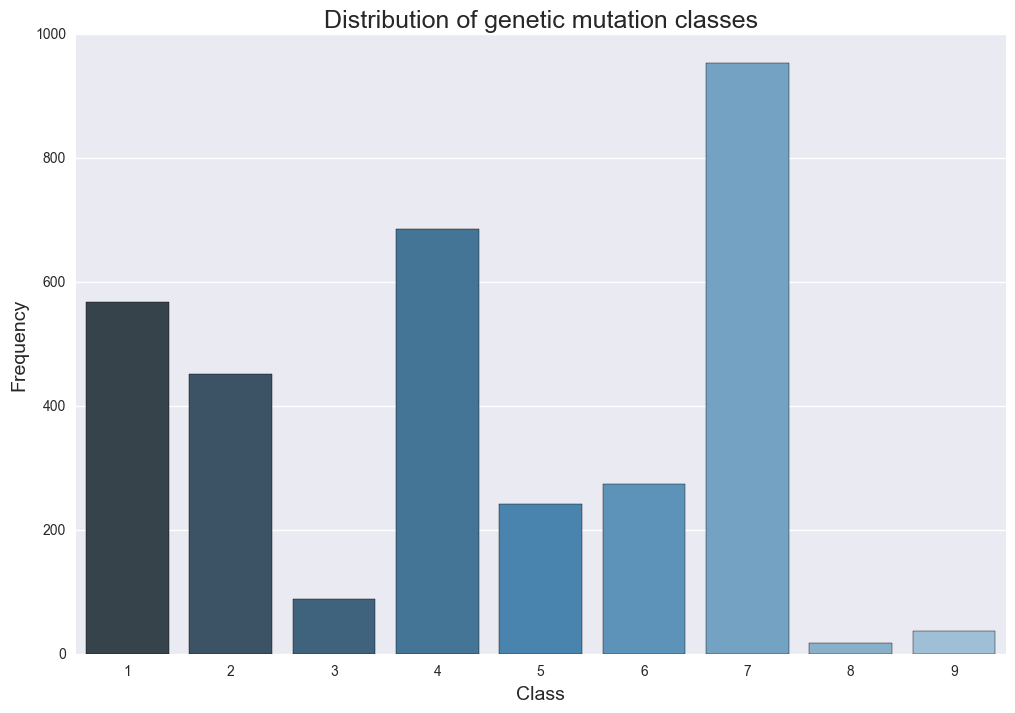 Distribution of genetic mutation classes
1000
800
600
400
200
0
Frequency
1 2 3 4 5 6 7 8 9
Class